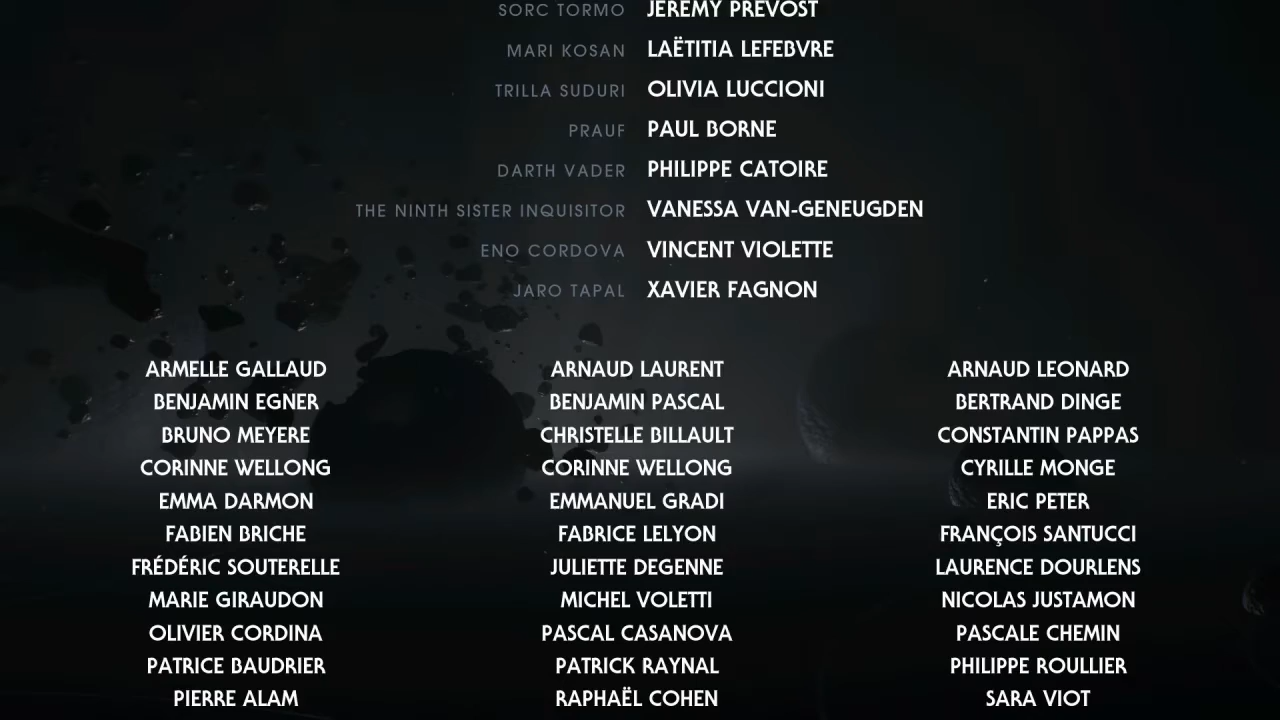 SORC TORMO JÉRÉMY PREVOST
MARI KOSAN LAËTITIA LEFEBVRE
TRILLA SUDURI OLIVIA LUCCIONI
PRAUF PAUL BORNE
DARTH VADER PHILIPPE CATOIRE
THE NINTH SISTER INQUISITOR VANESSA VAN-GENEUGDEN
ENO CORDOVA VINCENT VIOLETTE
JARO TAPAL XAVIER FAGNON
ARMELLE GALLAUD ARNAUD LAURENT ARNAUD LEONARD
BENJAMIN EGNER BENJAMIN PASCAL BERTRAND DINGE
BRUNO MEYERE CHRISTELLE BILLAULT CONSTANTIN PAPPAS
CORINNE WELLONG CORINNE WELLONG CYRILLE MONGE
EMMA DARMON EMMANUEL GRADI ERIC PETER
FABIEN BRICHE FABRICE LELYON FRANÇOIS SANTUCCI
FRÉDÉRIC SOUTERELLE JULIETTE DEGENNE LAURENCE DOURLENS
MARIE GIRAUDON MICHEL VOLETTI NICOLAS JUSTAMON
OLIVIER CORDINA PASCAL CASANOVA PASCALE CHEMIN
PATRICE BAUDRIER PATRICK RAYNAL PHILIPPE ROULLIER
PIERRE ALAM RAPHAËL COHEN SARA VIOT